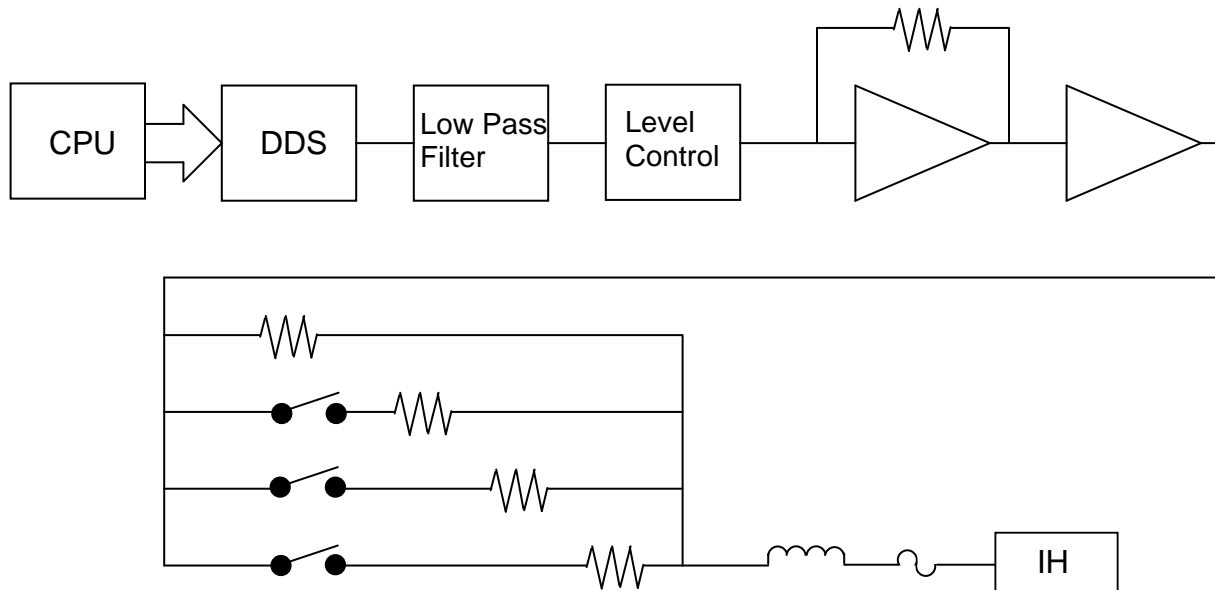 CPU
DDS
Low Pass
Filter
Level
Control
IH